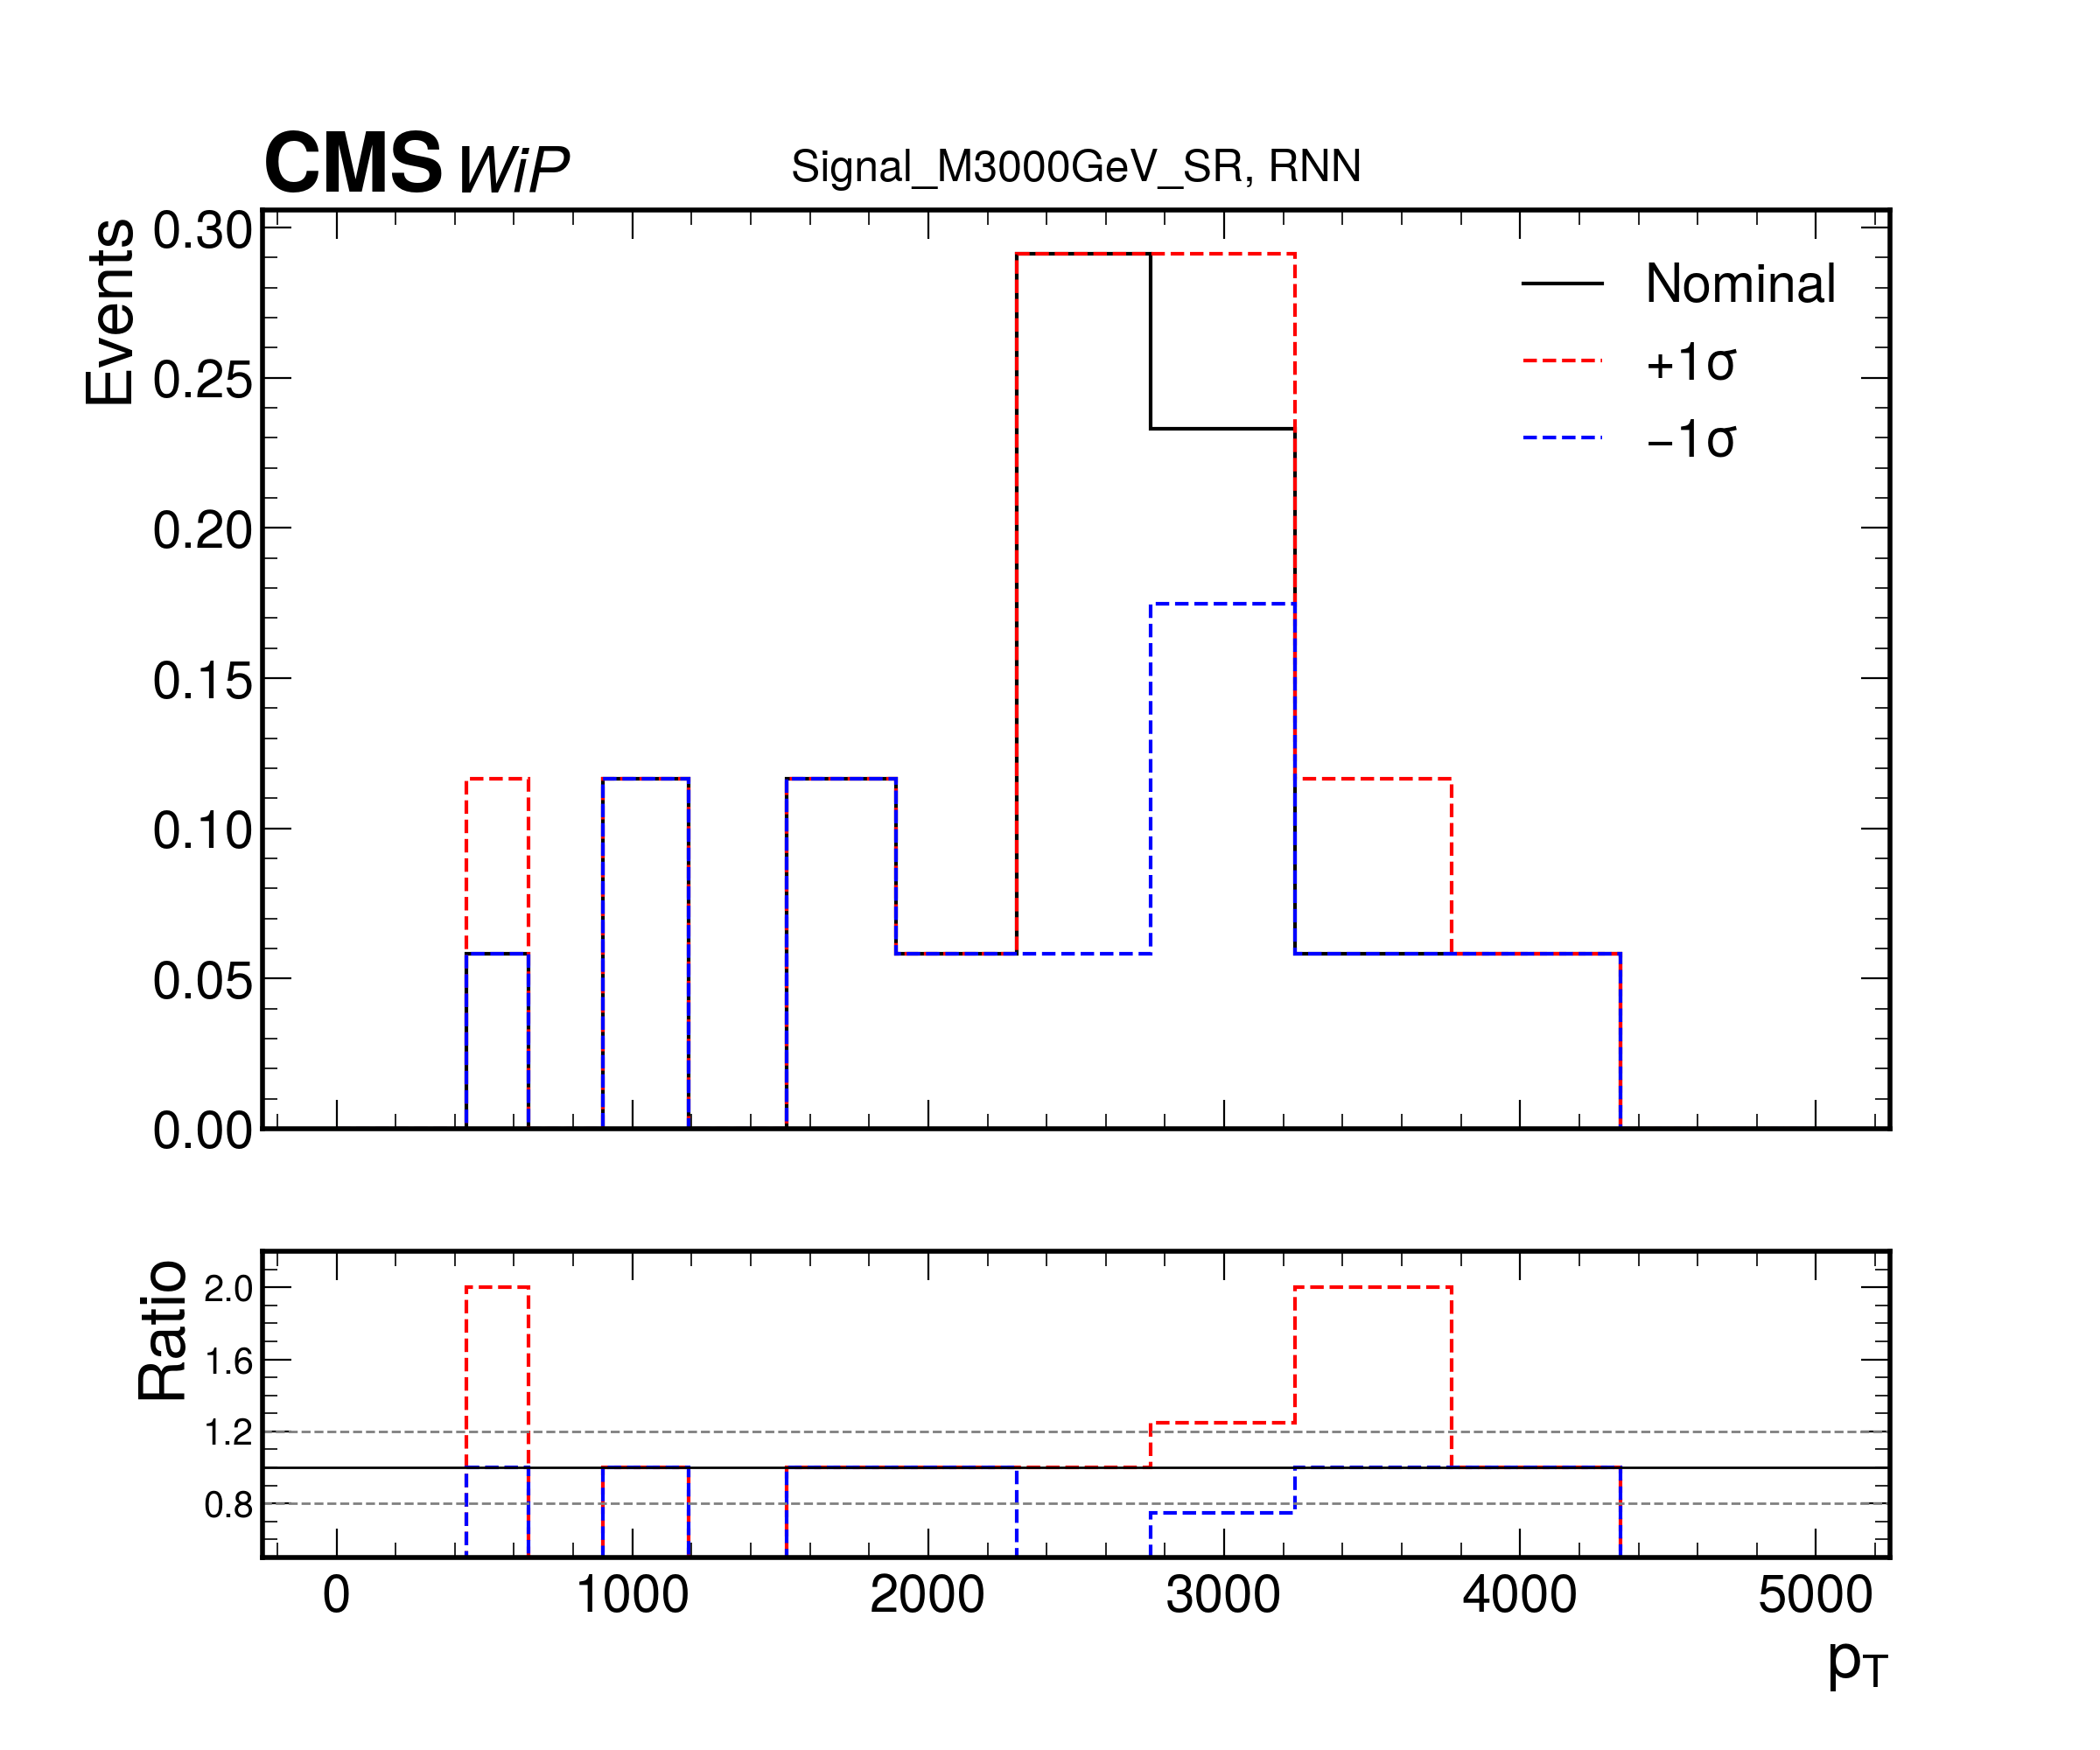 CMS WiP
Signal_M3000GeV_SR, RNN
Events
0.30
0.25
0.20
0.15
0.10
0.05
0.00
Nominal
+1σ
−1σ
Ratio
2.0
1.6
1.2
0.8
0 1000 2000 3000 4000 5000
pT